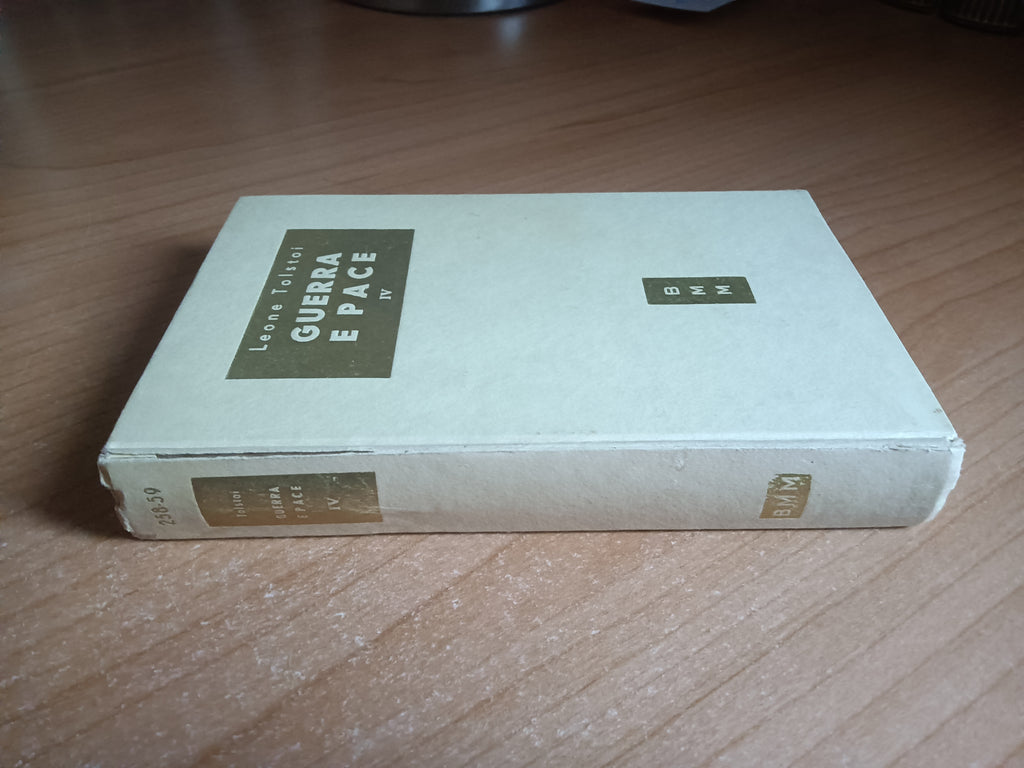 Leone Tolstoi
GUERRA
E PACE
IV
B
M
M
258-59
Tolstoi
GUERRA
E PACE
IV
BMM